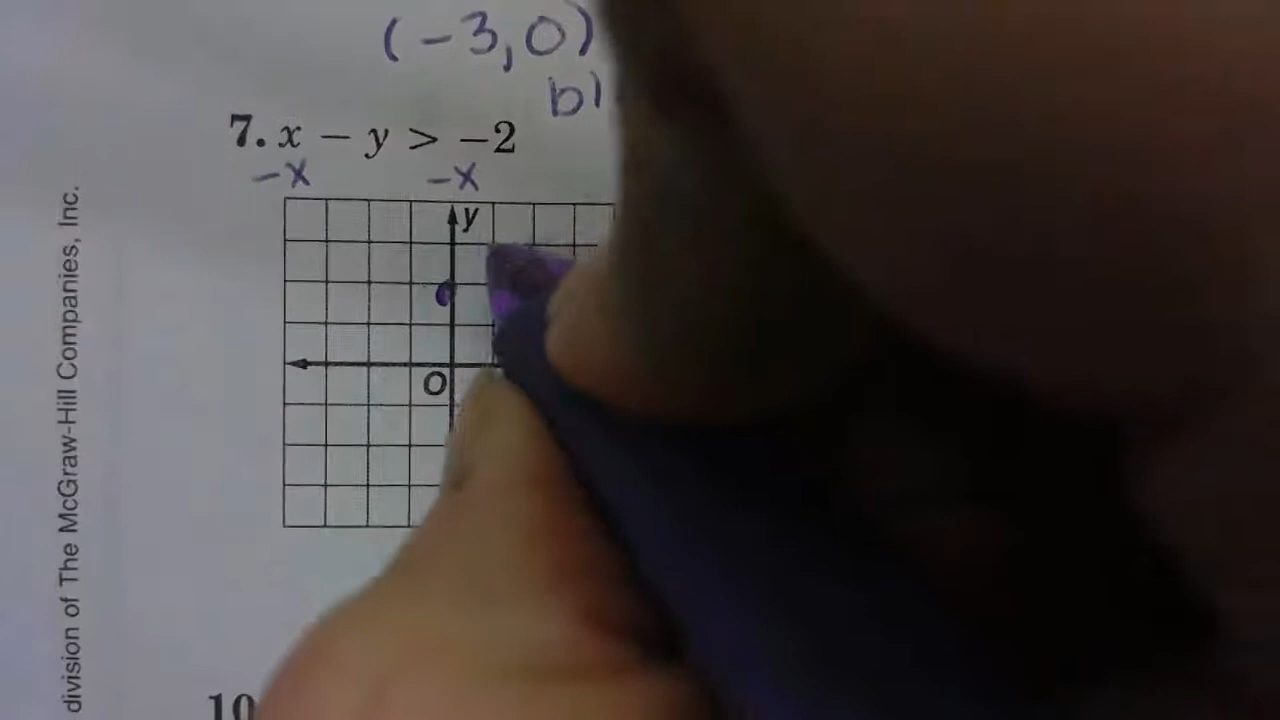 (-3,0)
b)
7. x − y > −2
-x -x
y
O
10
division of The McGraw-Hill Companies, Inc.